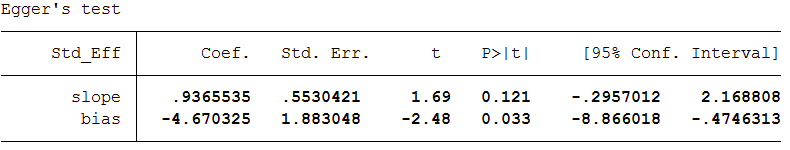 Egger's test
Std_Eff Coef. Std. Err. t P>|t| [95% Conf. Interval]
slope .9365535 .5530421 1.69 0.121 -.2957012 2.168808
bias -4.670325 1.883048 -2.48 0.033 -8.866018 -.4746313